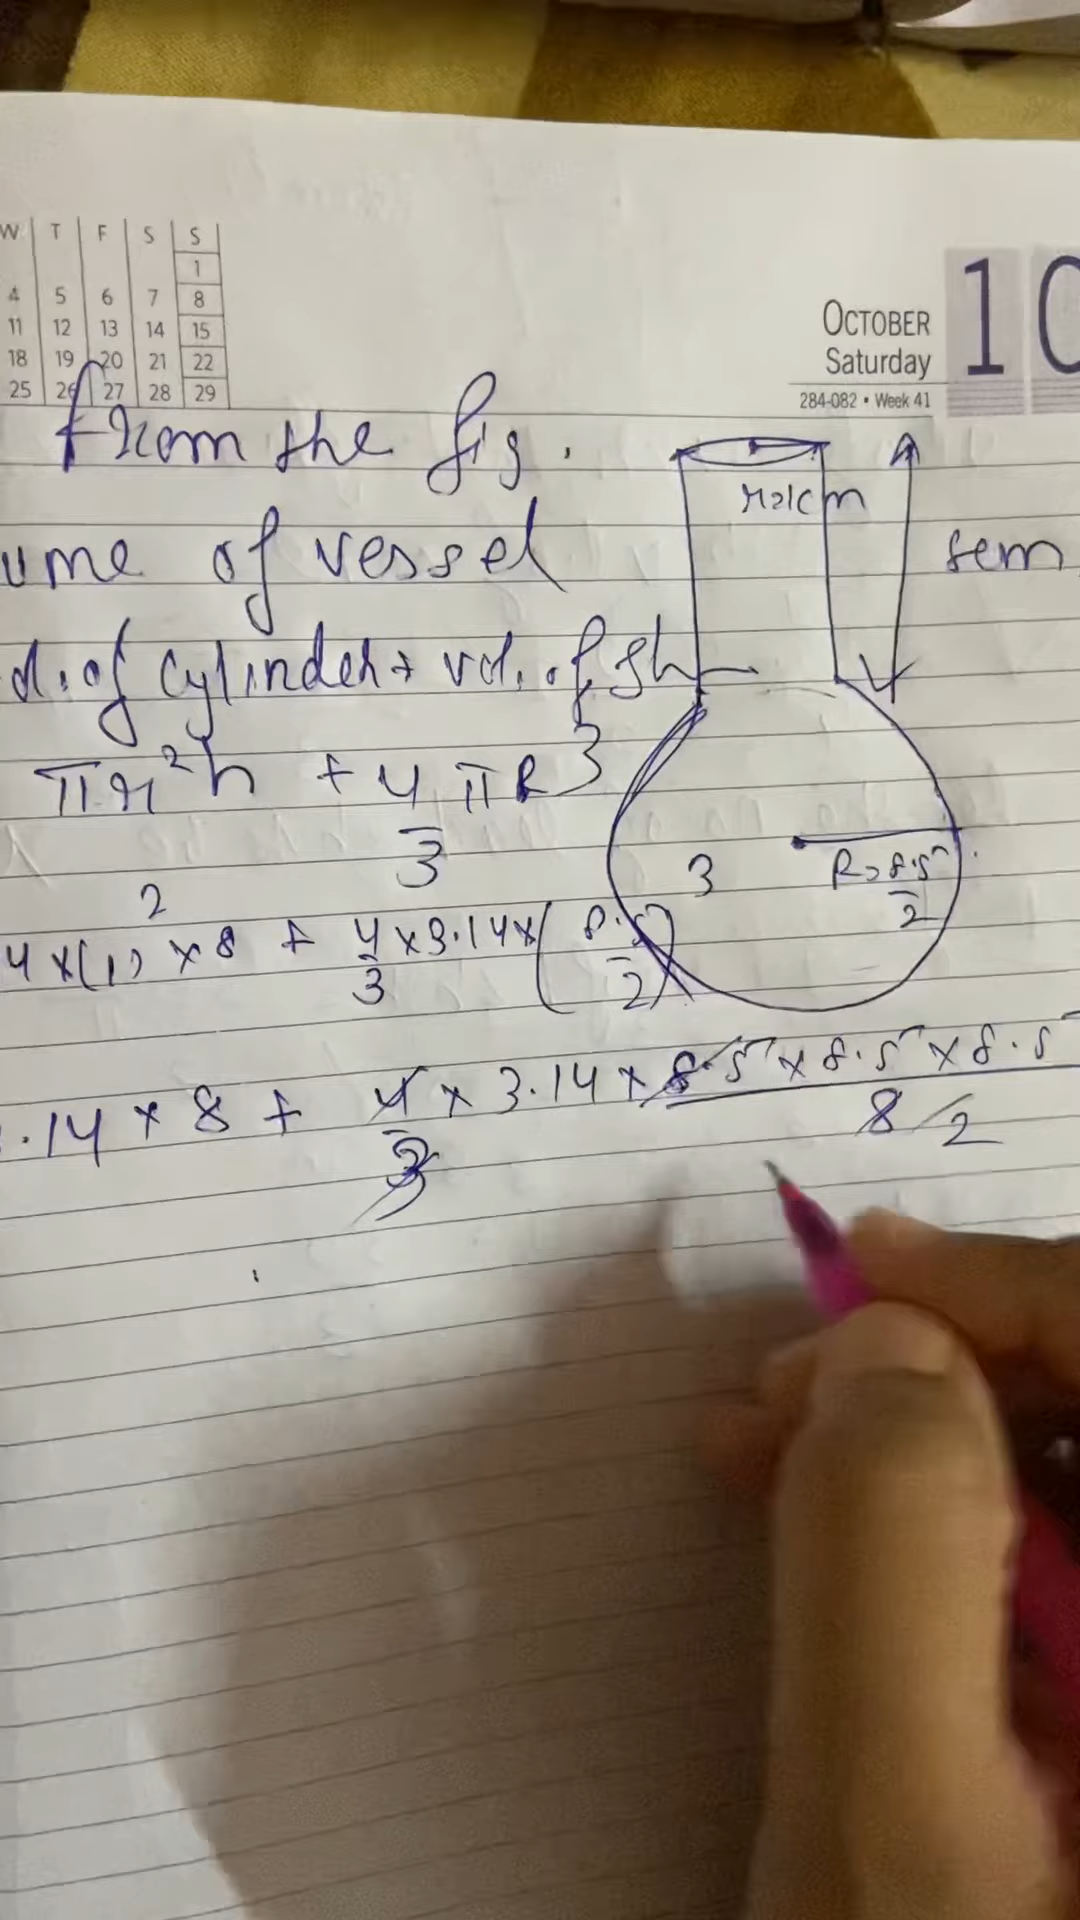 W T F S S
1
4 5 6 7 8
11 12 13 14 15
18 19 20 21 22
25 26 27 28 29
OCTOBER
Saturday
284-082 • Week 41
10
from the fig.
r=1cm
ume of vessel
8cm
l. of cylinder + vol. of sh
πr²h + 4/3 πR³
R = 8.5/2
4 × (1)² × 8 + 4/3 × 3.14 × (8.5/2)³
.14 × 8 + 4/3 × 3.14 × 8.5 × 8.5 × 8.5 / 8 2